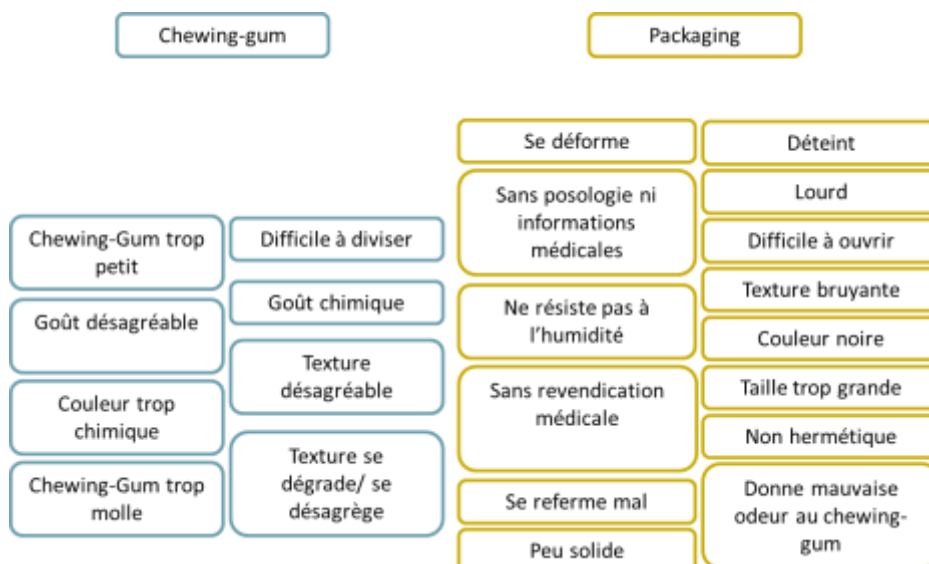 Chewing-gum
Packaging
Chewing-Gum trop
petit
Goût désagréable
Couleur trop
chimique
Chewing-Gum trop
molle
Difficile à diviser
Goût chimique
Texture
désagréable
Texture se
dégrade/ se
désagrège
Se déforme
Sans posologie ni
informations
médicales
Ne résiste pas à
l'humidité
Sans revendication
médicale
Se referme mal
Peu solide
Déteint
Lourd
Difficile à ouvrir
Texture bruyante
Couleur noire
Taille trop grande
Non hermétique
Donne mauvaise
odeur au chewing-
gum